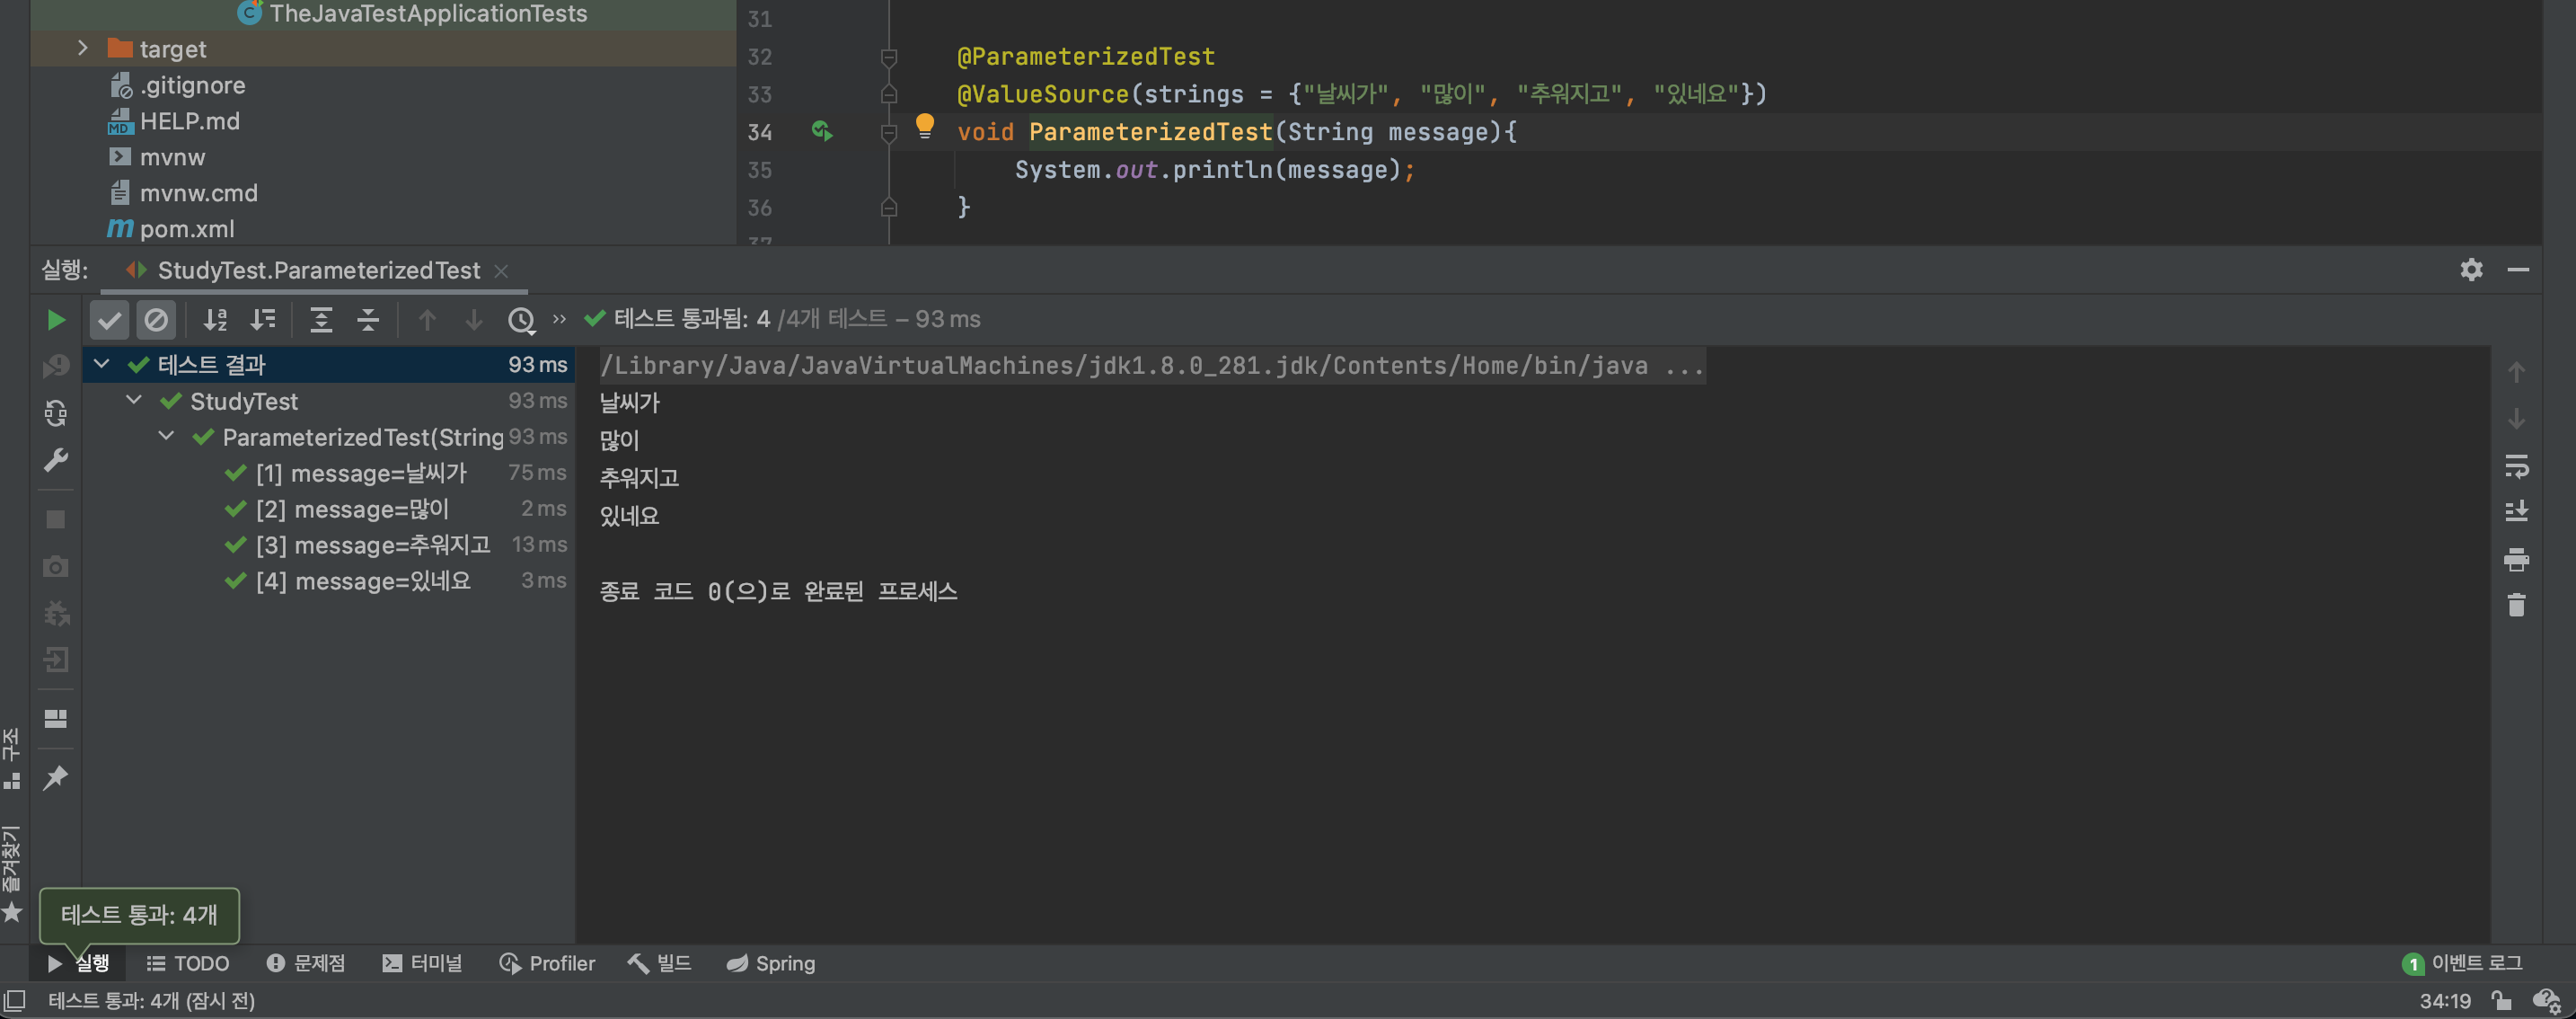 TheJavaTestApplicationTests
target
.gitignore
HELP.md
mvnw
mvnw.cmd
pom.xml
31
32 @ParameterizedTest
33 @ValueSource(strings = {"날씨가", "많이", "추워지고", "있네요"})
34 void ParameterizedTest(String message){
35 System.out.println(message);
36 }
37
실행: StudyTest.ParameterizedTest
테스트 통과됨: 4 /4개 테스트 – 93 ms
테스트 결과 93 ms
StudyTest 93 ms
ParameterizedTest(String 93 ms
[1] message=날씨가 75 ms
[2] message=많이 2 ms
[3] message=추워지고 13 ms
[4] message=있네요 3 ms
/Library/Java/JavaVirtualMachines/jdk1.8.0_281.jdk/Contents/Home/bin/java ...
날씨가
많이
추워지고
있네요
종료 코드 0(으)로 완료된 프로세스
구조
즐겨찾기
테스트 통과: 4개
실행 TODO 문제점 터미널 Profiler 빌드 Spring 1 이벤트 로그
테스트 통과: 4개 (잠시 전) 34:19